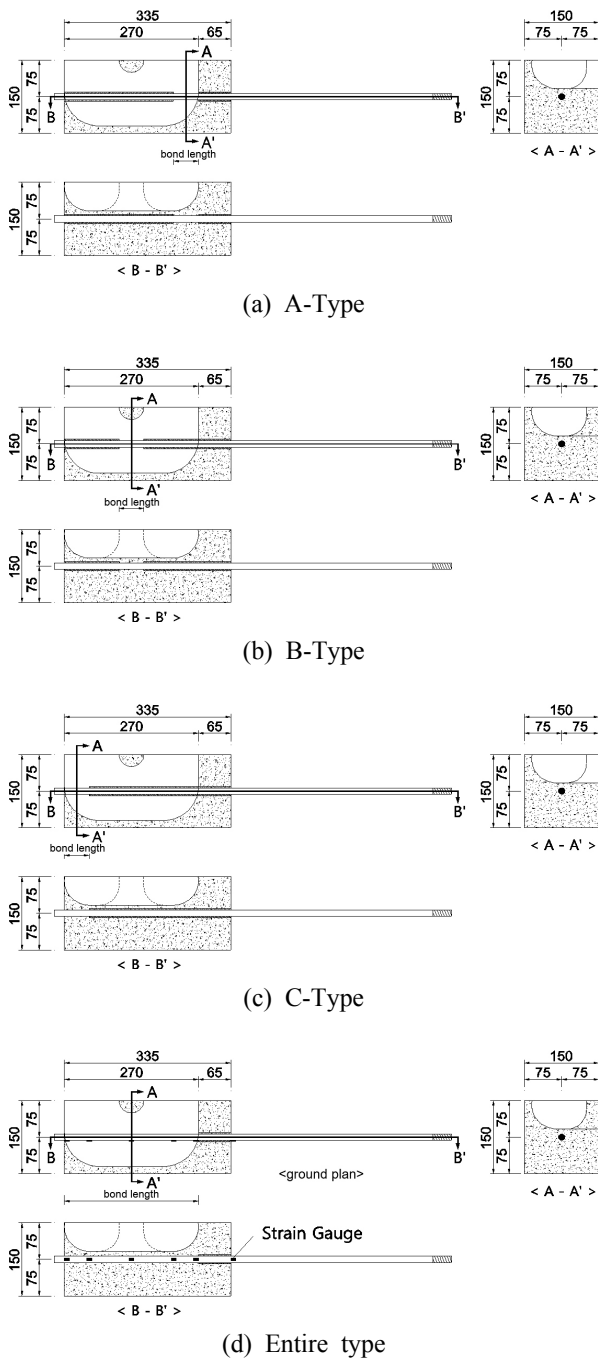 335
270 65
A
150
75
75
B
B'
A'
bond length
150
75 75
150
75
75
< A - A' >
150
75
75
< B - B' >
(a) A-Type
335
270 65
A
150
75
75
B
B'
A'
bond length
150
75 75
150
75
75
< A - A' >
150
75
75
< B - B' >
(b) B-Type
335
270 65
A
150
75
75
B
B'
A'
bond length
150
75 75
150
75
75
< A - A' >
150
75
75
< B - B' >
(c) C-Type
335
270 65
A
150
75
75
B
B'
A'
<ground plan>
bond length
150
75 75
150
75
75
< A - A' >
Strain Gauge
150
75
75
< B - B' >
(d) Entire type